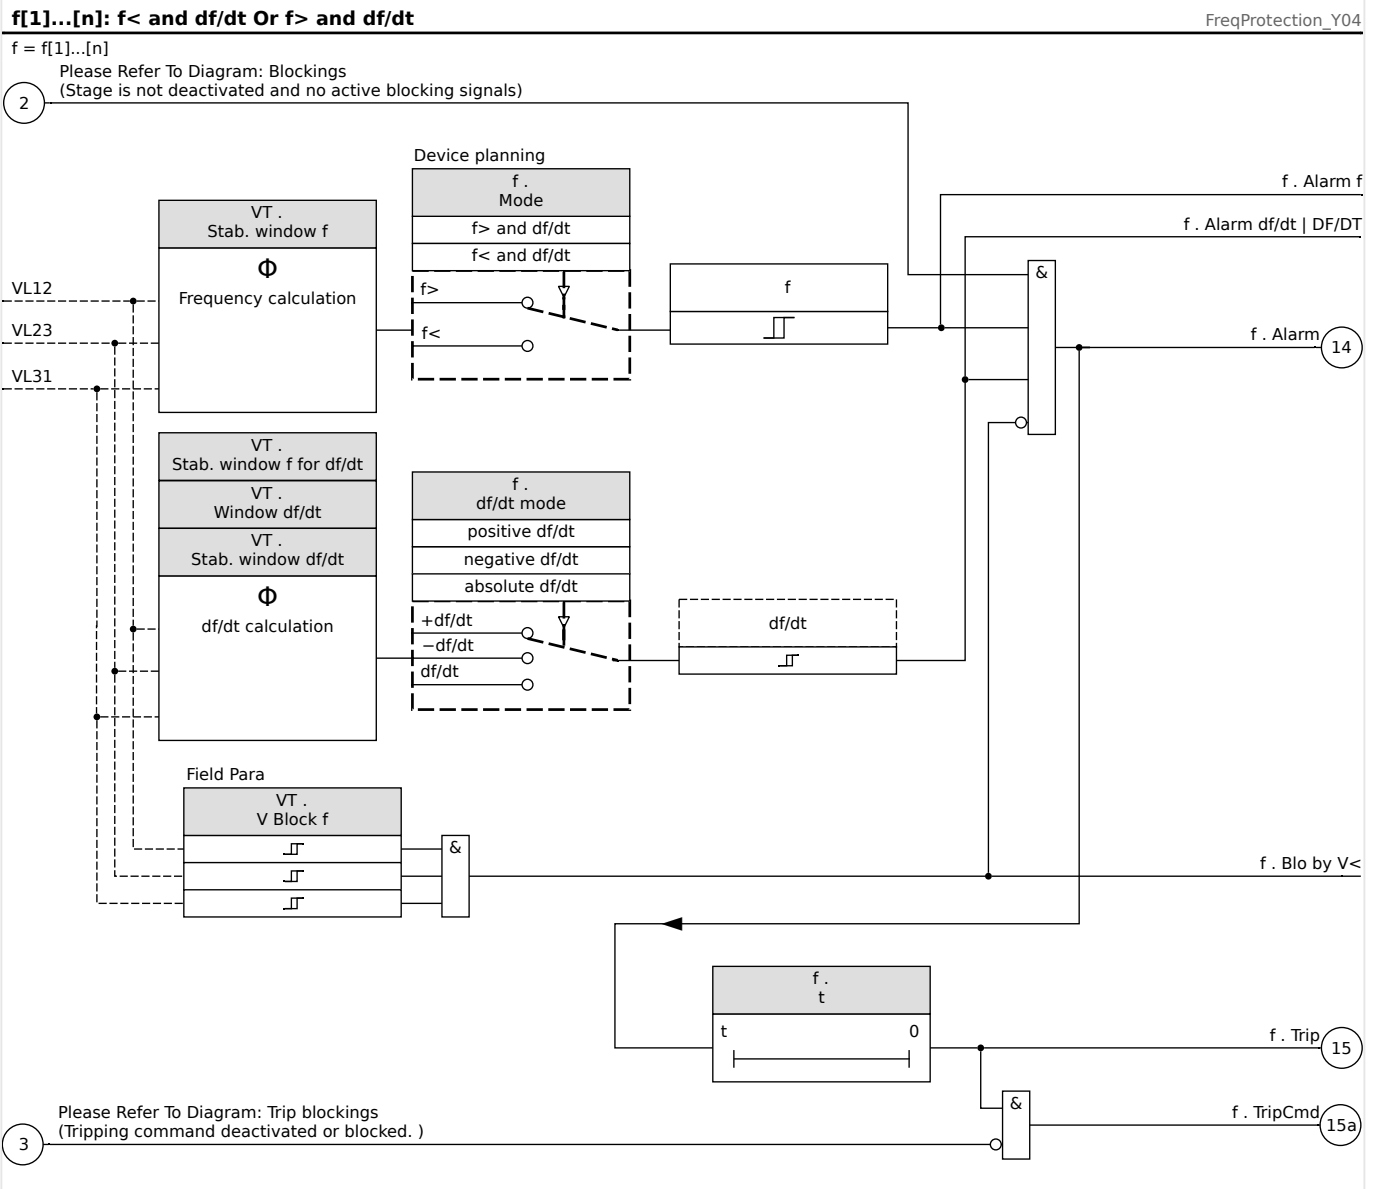 f[1]...[n]: f< and df/dt Or f> and df/dt
FreqProtection_Y04
f = f[1]...[n]
Please Refer To Diagram: Blockings
(Stage is not deactivated and no active blocking signals)
2
Device planning
f .
Mode
f> and df/dt
f< and df/dt
f>
f<
VT .
Stab. window f
Φ
Frequency calculation
VL12
VL23
VL31
f
f . Alarm f
f . Alarm df/dt | DF/DT
&
f . Alarm
14
VT .
Stab. window f for df/dt
VT .
Window df/dt
VT .
Stab. window df/dt
Φ
df/dt calculation
f .
df/dt mode
positive df/dt
negative df/dt
absolute df/dt
+df/dt
−df/dt
df/dt
df/dt
Field Para
VT .
V Block f
&
f . Blo by V<
f .
t
t
0
f . Trip
15
Please Refer To Diagram: Trip blockings
(Tripping command deactivated or blocked. )
3
&
f . TripCmd
15a